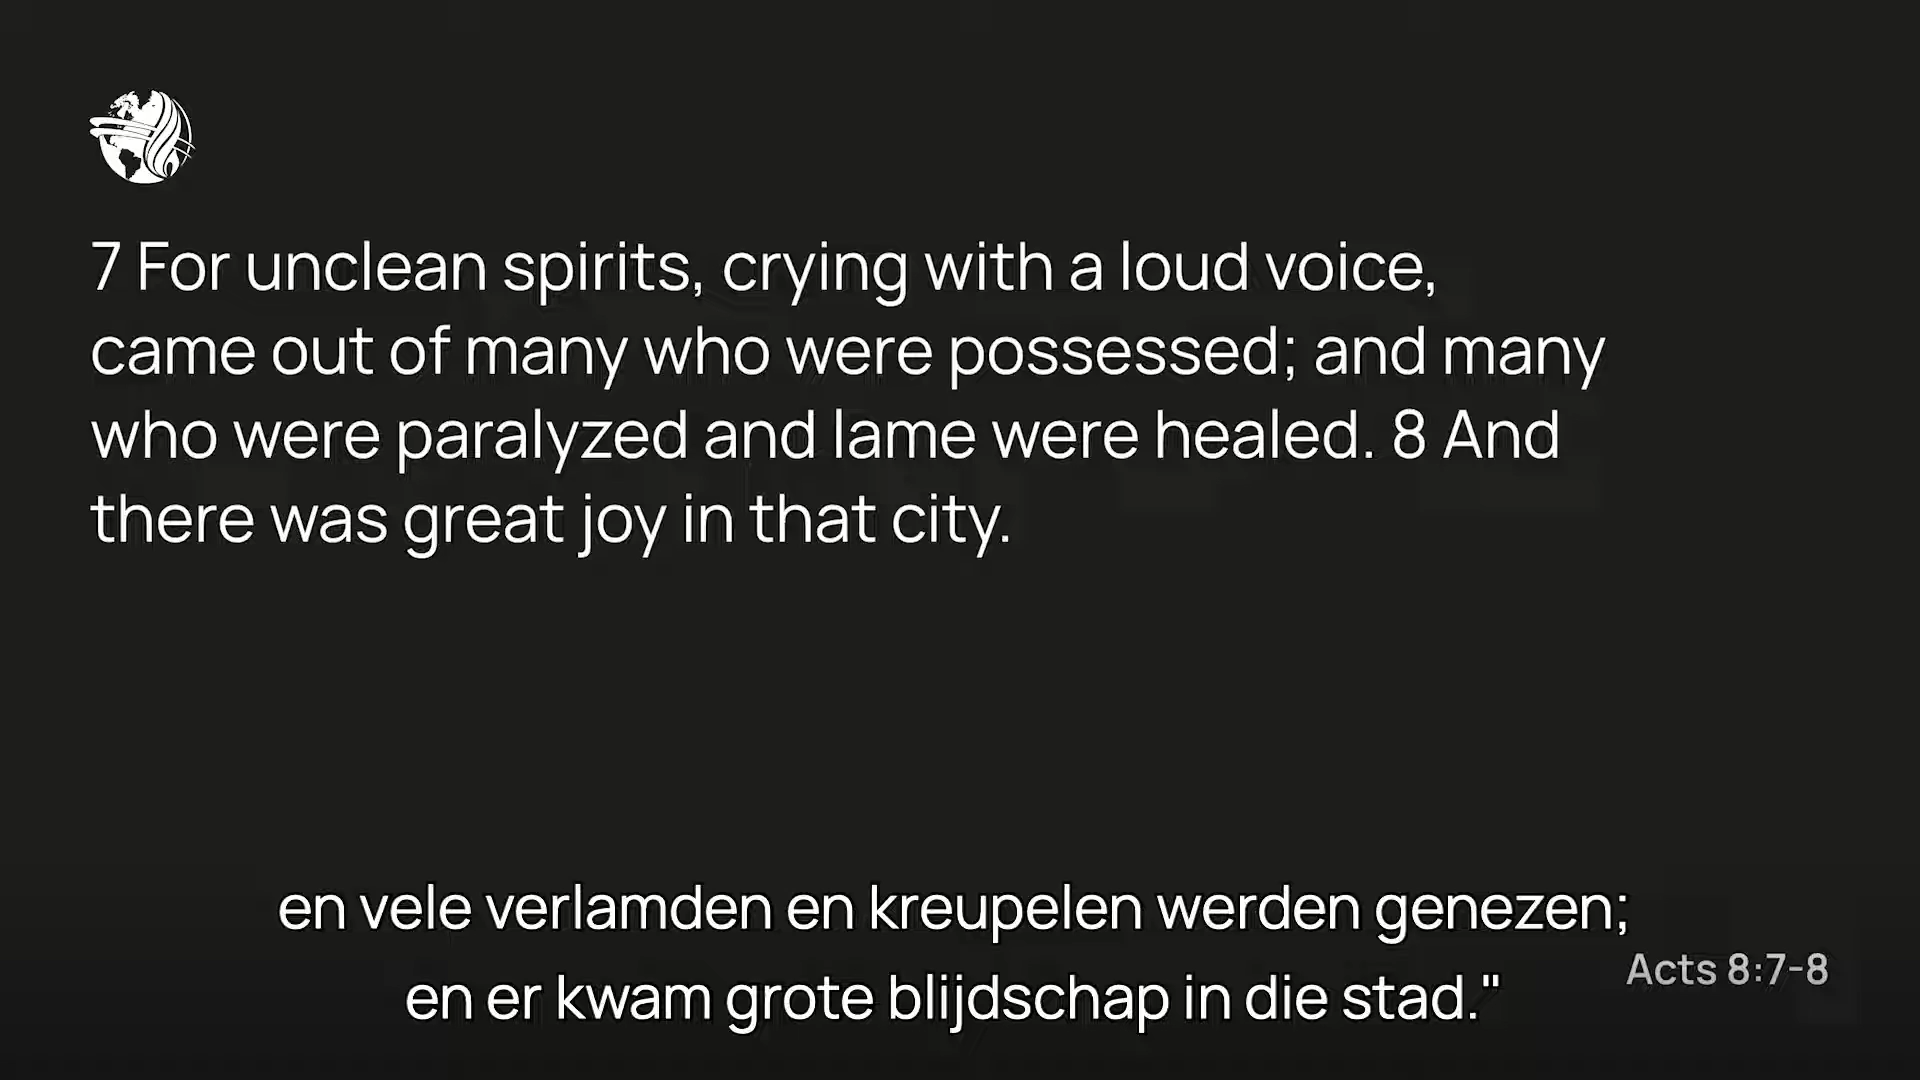 7 For unclean spirits, crying with a loud voice,
came out of many who were possessed; and many
who were paralyzed and lame were healed. 8 And
there was great joy in that city.
en vele verlamden en kreupelen werden genezen;
en er kwam grote blijdschap in die stad."
Acts 8:7-8